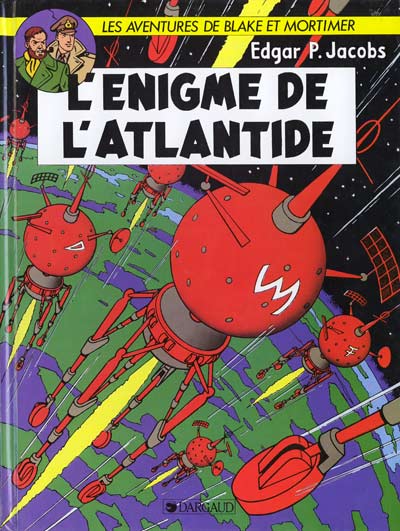 LES AVENTURES DE BLAKE ET MORTIMER
Edgar P. Jacobs
L'ENIGME DE
L'ATLANTIDE
DARGAUD